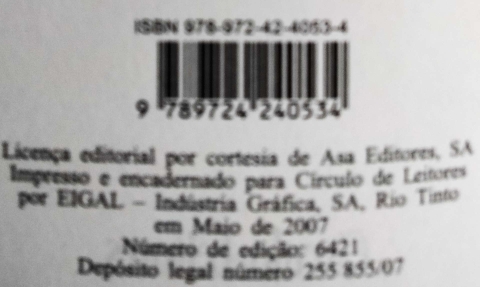 ISBN 978-972-42-4053-4
9 789724 240534
Licença editorial por cortesia de Asa Editores, SA
Impresso e encadernado para Círculo de Leitores
por EIGAL – Indústria Gráfica, SA, Rio Tinto
em Maio de 2007
Número de edição: 6421
Depósito legal número 255 855/07